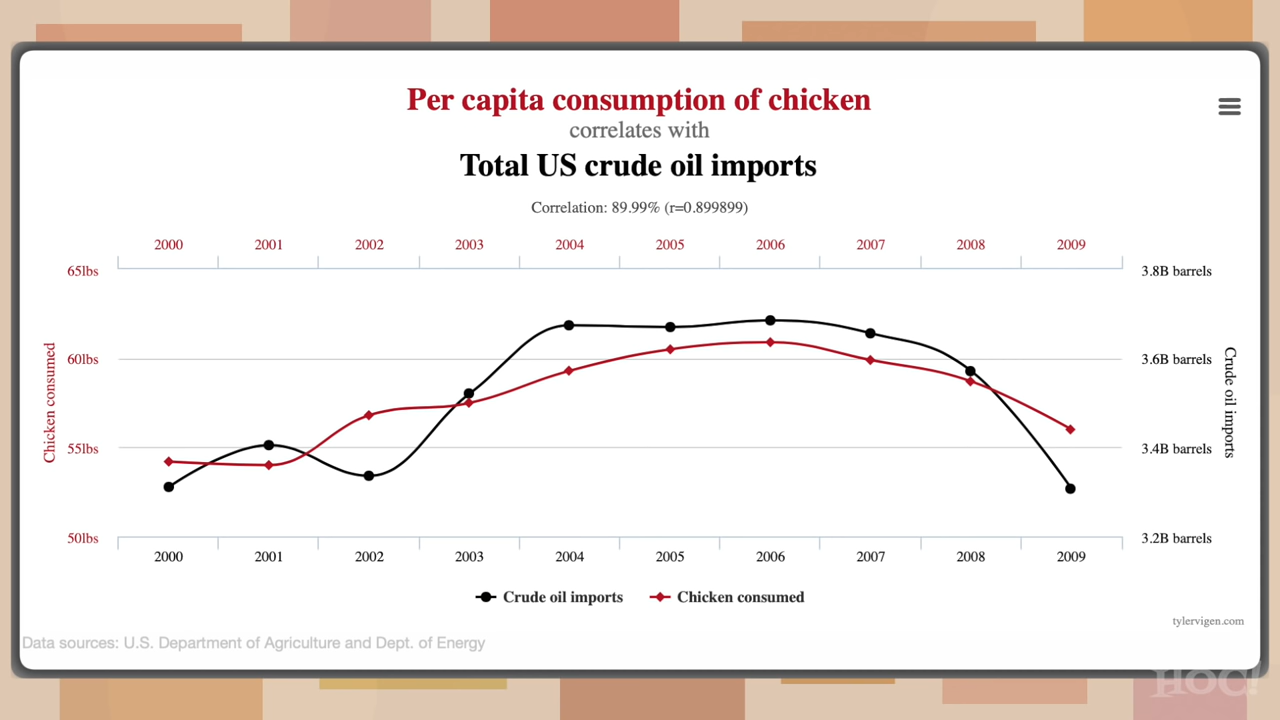 Per capita consumption of chicken
correlates with
Total US crude oil imports
Correlation: 89.99% (r=0.899899)
2000 2001 2002 2003 2004 2005 2006 2007 2008 2009
65lbs 3.8B barrels
60lbs 3.6B barrels
55lbs 3.4B barrels
50lbs 3.2B barrels
Chicken consumed
Crude oil imports
2000 2001 2002 2003 2004 2005 2006 2007 2008 2009
Crude oil imports Chicken consumed
tylervigen.com
Data sources: U.S. Department of Agriculture and Dept. of Energy
HOC!